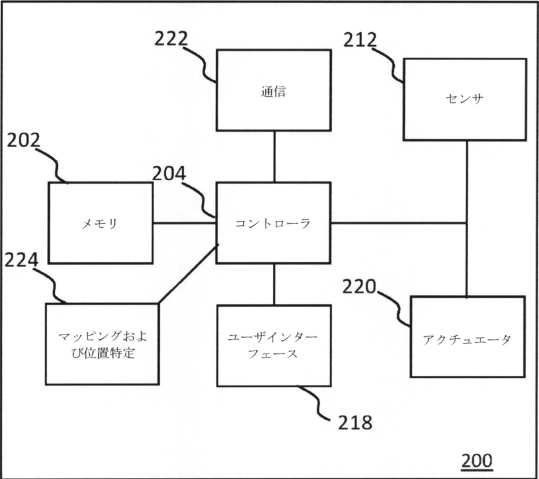 222
通信
212
センサ
202
メモリ
204
コントローラ
224
マッピングおよ
び位置特定
ユーザインター
フェース
218
220
アクチュエータ
200